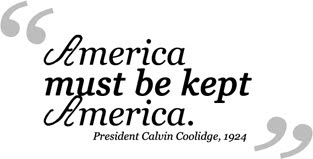 “America
must be kept
America.
President Calvin Coolidge, 1924”